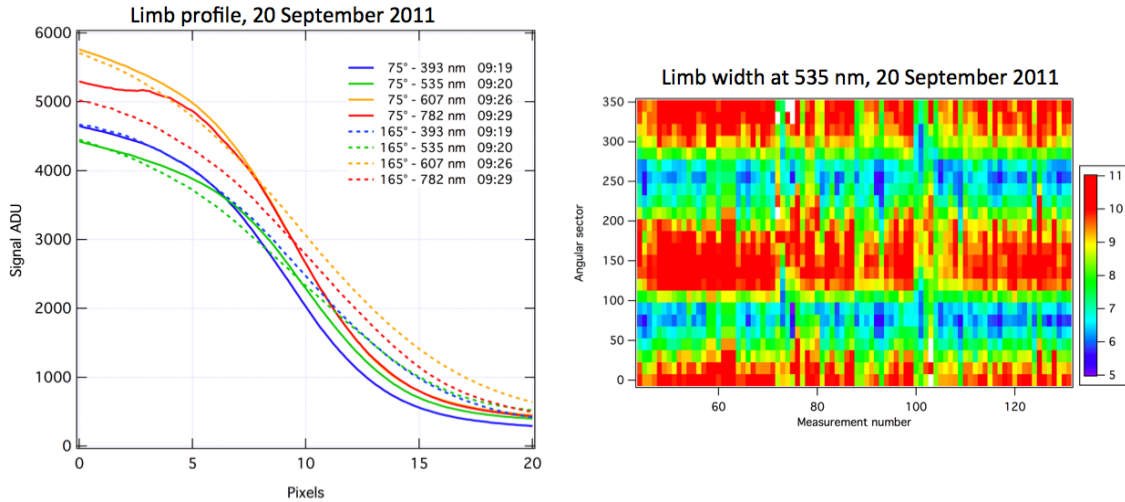 Limb profile, 20 September 2011
6000
5000
4000
3000
2000
1000
0
Signal ADU
0 5 10 15 20
Pixels
75° - 393 nm 09:19
75° - 535 nm 09:20
75° - 607 nm 09:26
75° - 782 nm 09:29
165° - 393 nm 09:19
165° - 535 nm 09:20
165° - 607 nm 09:26
165° - 782 nm 09:29
Limb width at 535 nm, 20 September 2011
350
300
250
200
150
100
50
0
Angular sector
60 80 100 120
Measurement number
11
10
9
8
7
6
5